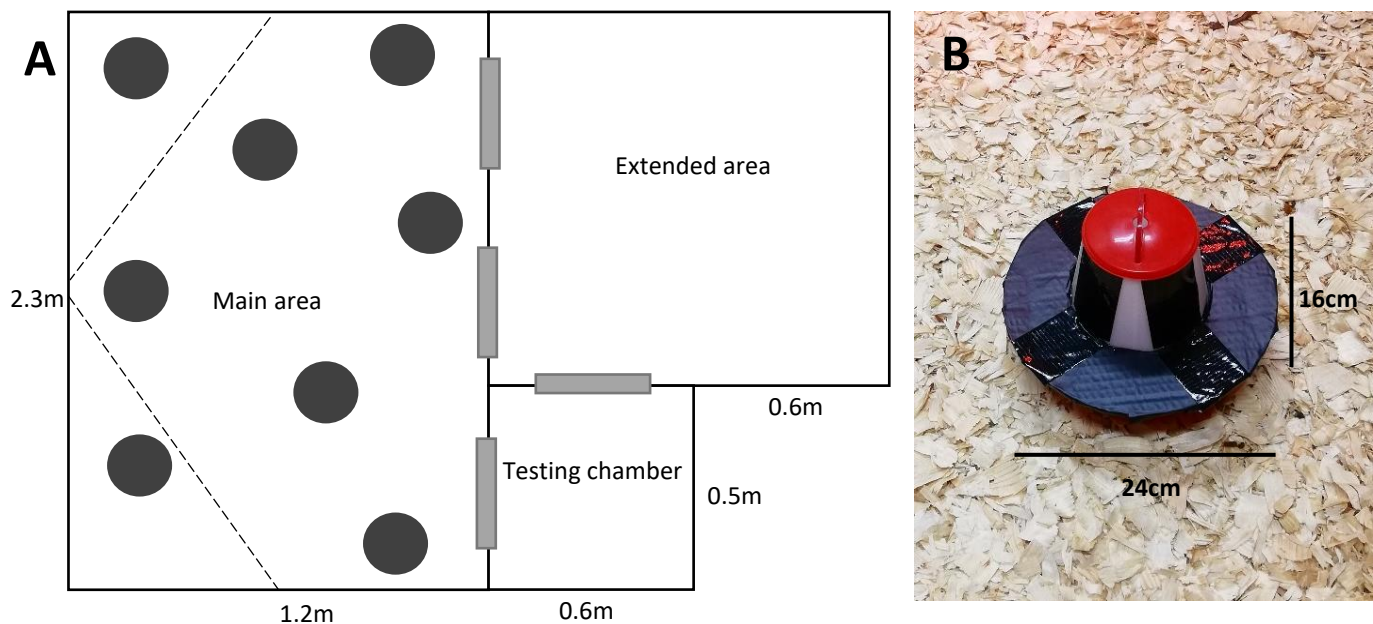 A
Extended area
2.3m
Main area
0.6m
Testing chamber
0.5m
1.2m
0.6m
B
16cm
24cm